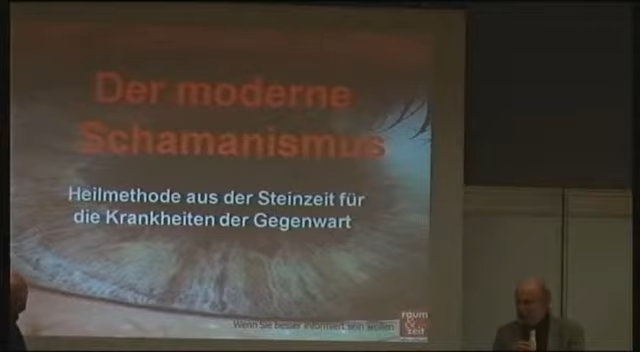 Der moderne
Schamanismus
Heilmethode aus der Steinzeit für
die Krankheiten der Gegenwart
Wenn Sie besser informiert sein wollen
raum
zeit